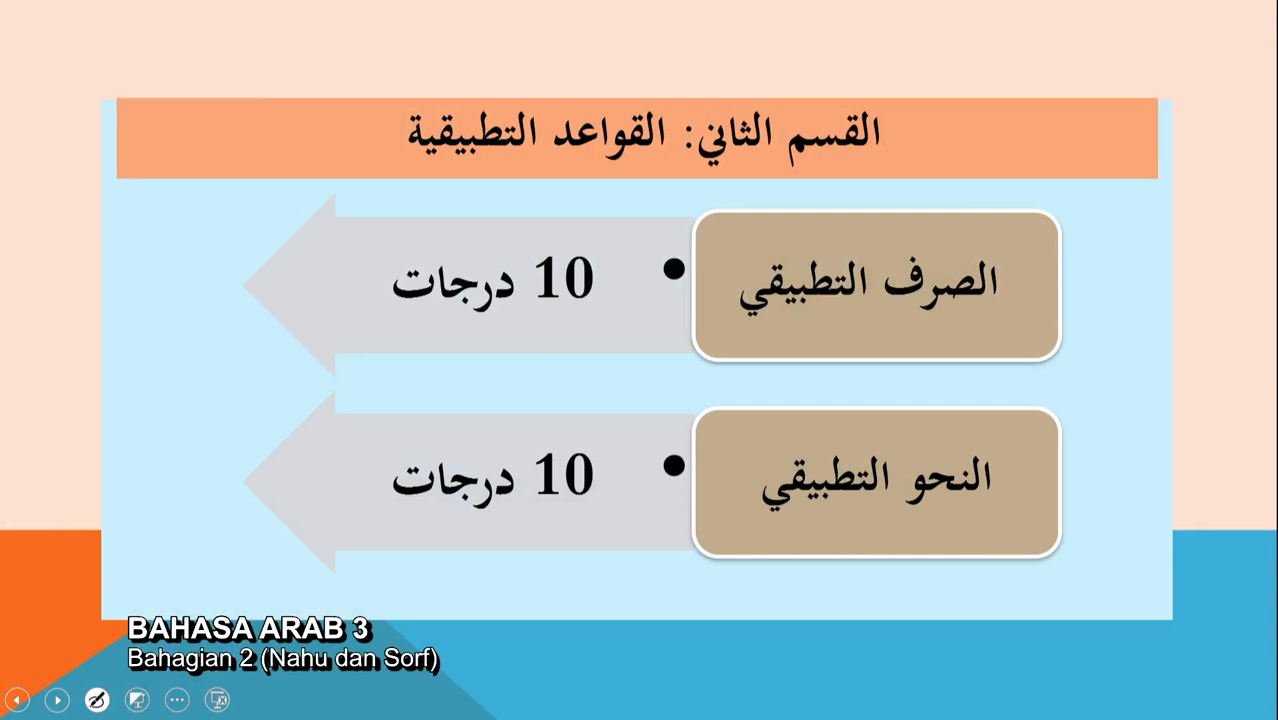 القسم الثاني: القواعد التطبيقية
الصرف التطبيقي
• 10 درجات
النحو التطبيقي
• 10 درجات
BAHASA ARAB 3
Bahagian 2 (Nahu dan Sorf)